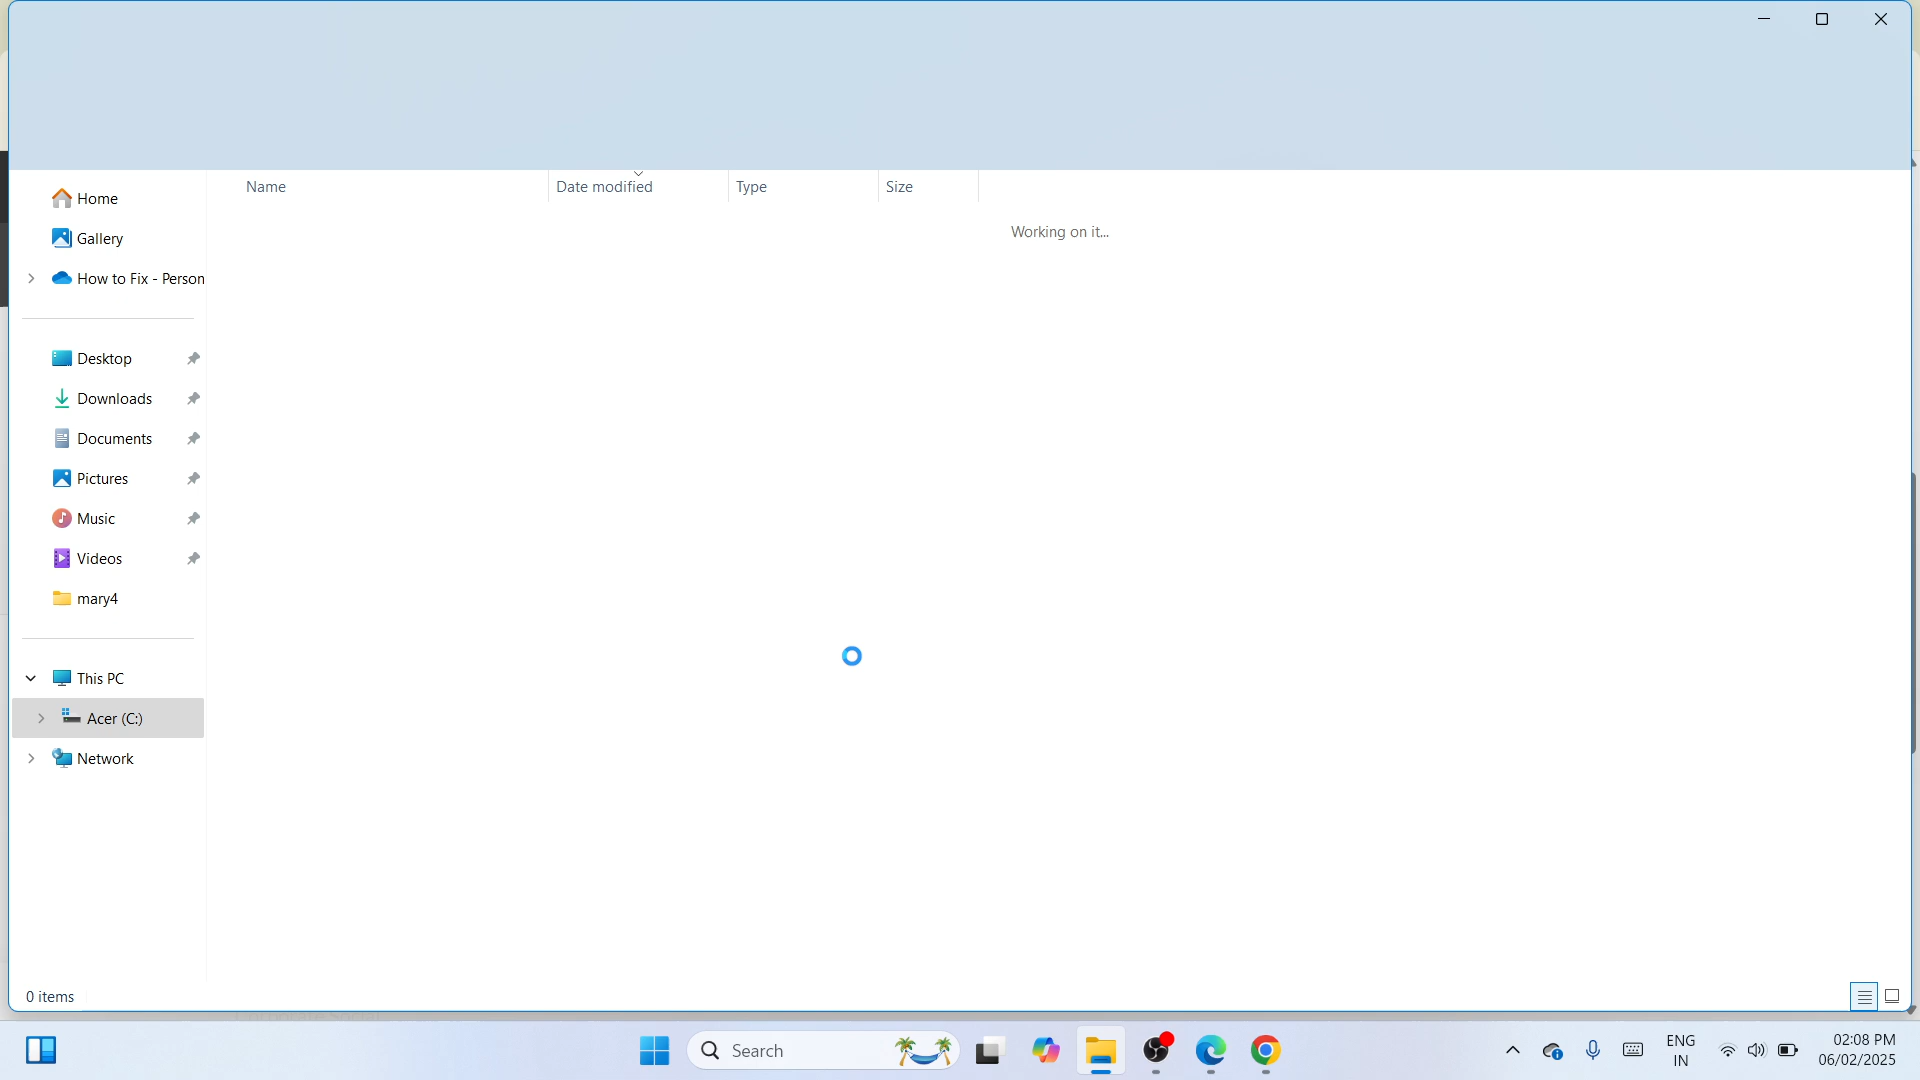 Name
Date modified
Type
Size
Working on it...
Home
Gallery
How to Fix - Person
Desktop
Downloads
Documents
Pictures
Music
Videos
mary4
This PC
Acer (C:)
Network
0 items
Search
ENG
IN
02:08 PM
06/02/2025